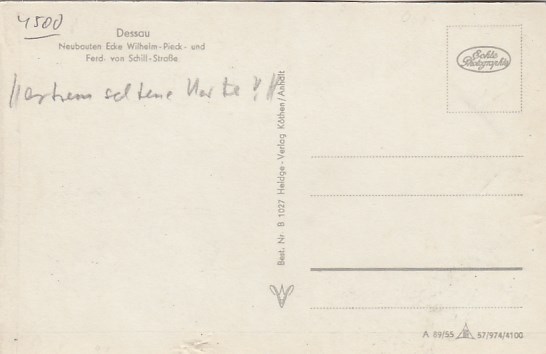 4500
Dessau
Neubauten Ecke Wilhelm-Pieck- und
Ferd. von Schill-Straße
!!extrem seltene Karte!!!
Echte
Photographie
Best. Nr. B 1027 Heldge-Verlag Köthen/Anhalt
A 89/55 57/974/4100